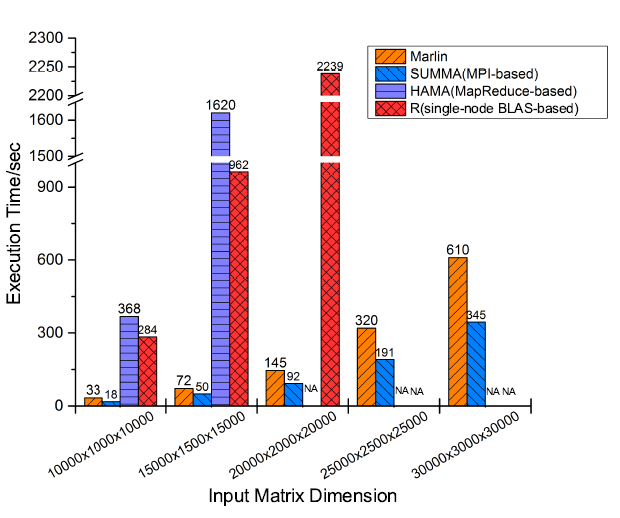 2300
2250
2200
1600
1500
900
600
300
0
Execution Time/sec
Marlin
SUMMA(MPI-based)
HAMA(MapReduce-based)
R(single-node BLAS-based)
33
18
368
284
72
50
1620
962
145
92
NA
2239
320
191
NA
NA
610
345
NA
NA
10000x1000x10000
15000x1500x15000
20000x2000x20000
25000x2500x25000
30000x3000x30000
Input Matrix Dimension